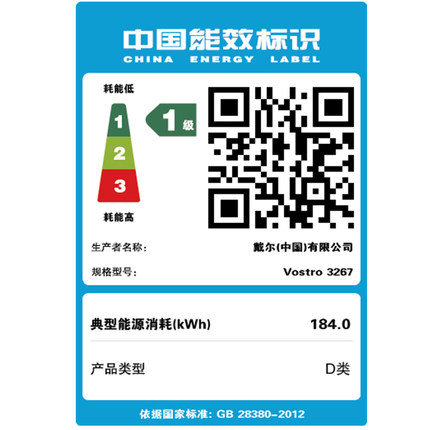 中国能效标识
CHINA ENERGY LABEL
耗能低
1
2
3
1级
耗能高
生产者名称: 戴尔(中国)有限公司
规格型号: Vostro 3267
典型能源消耗(kWh) 184.0
产品类型 D类
依据国家标准: GB 28380-2012